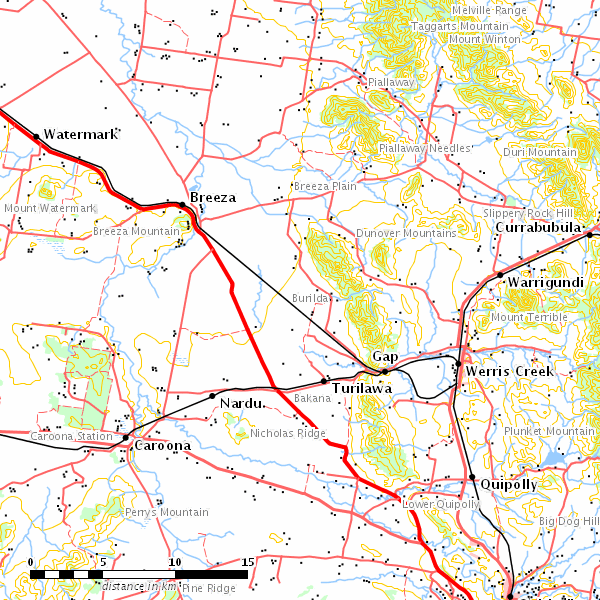 Melville Range
Taggarts Mountain
Mount Winton
Piallaway
Watermark
Piallaway Needles
Duri Mountain
Breeza Plain
Breeza
Mount Watermark
Slippery Rock Hill
Currabubula
Breeza Mountain
Dunover Mountains
Warrigundi
Burilda
Mount Terrible
Gap
Werris Creek
Turilawa
Bakana
Nardu.
Caroona Station
Nicholas Ridge
Plunket Mountain
Caroona
Quipolly
Lower Quipolly
Perrys Mountain
Big Dog Hill
0 5 10 15
distance in km
Pine Ridge